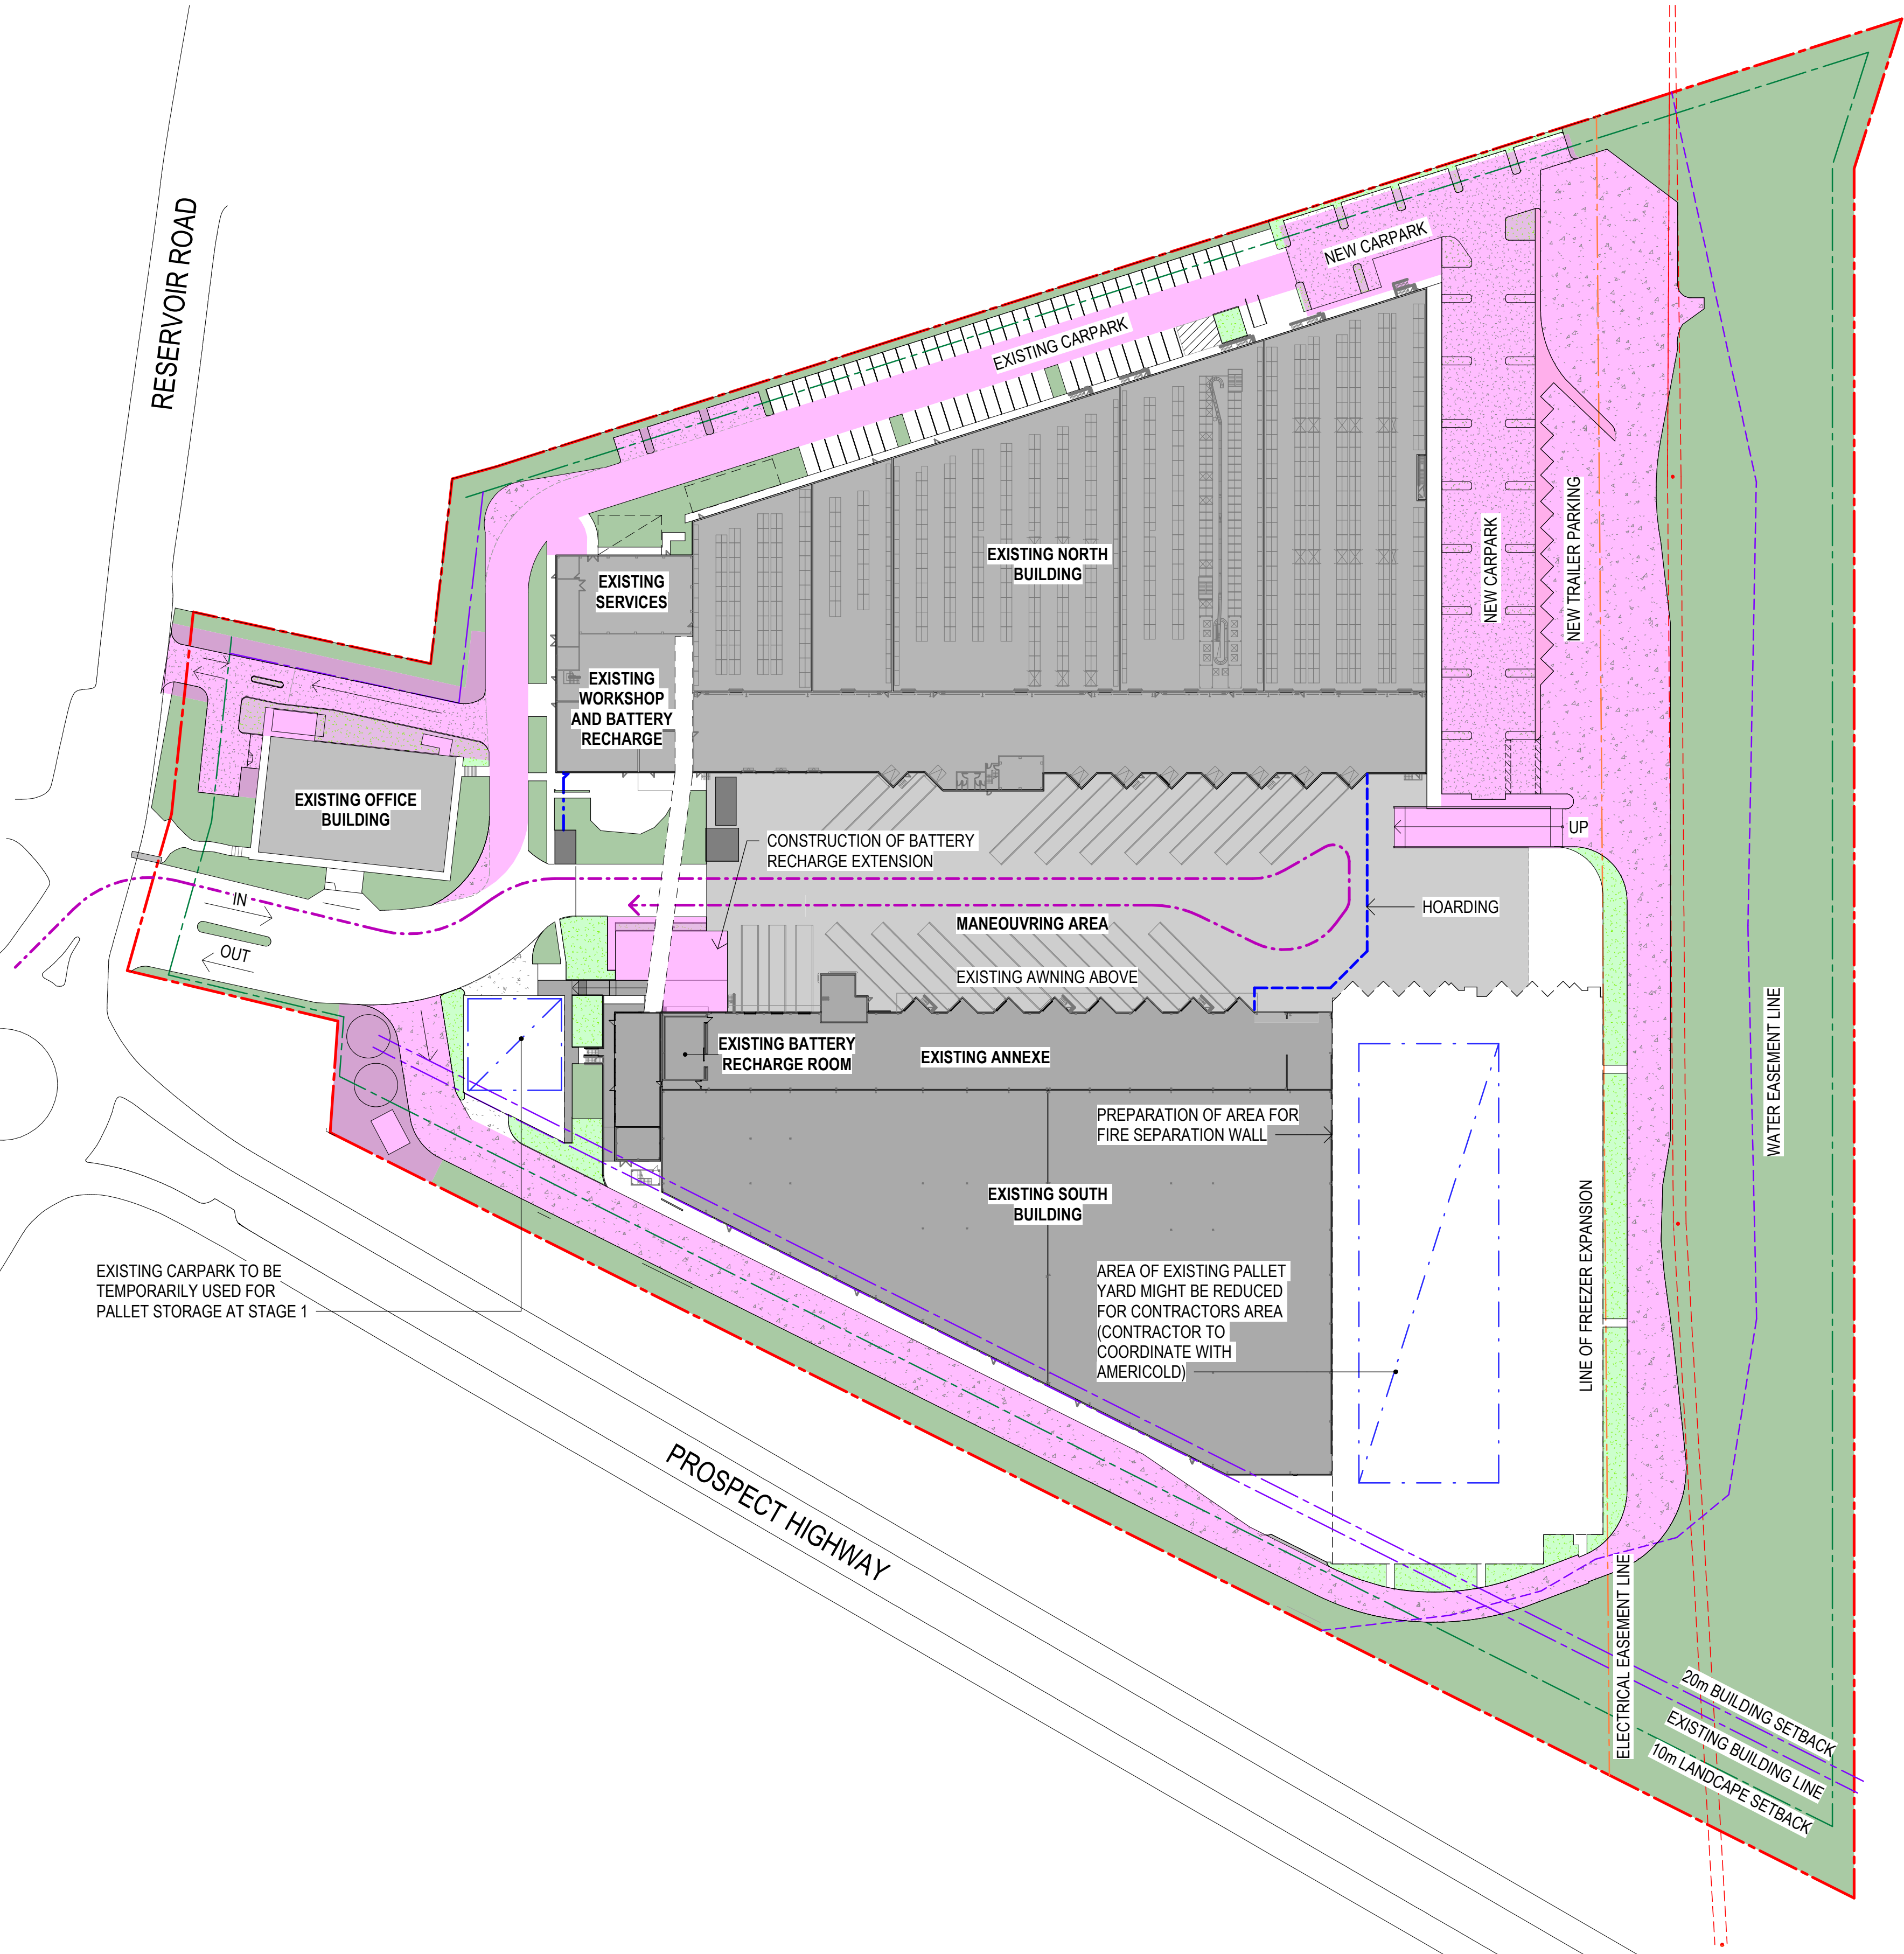 RESERVOIR ROAD
NEW CARPARK
EXISTING CARPARK
EXISTING NORTH
BUILDING
EXISTING
SERVICES
EXISTING
WORKSHOP
AND BATTERY
RECHARGE
NEW CARPARK
NEW TRAILER PARKING
EXISTING OFFICE
BUILDING
CONSTRUCTION OF BATTERY
RECHARGE EXTENSION
UP
IN
OUT
HOARDING
MANEOUVRING AREA
EXISTING AWNING ABOVE
EXISTING BATTERY
RECHARGE ROOM
EXISTING ANNEXE
WATER EASEMENT LINE
PREPARATION OF AREA FOR
FIRE SEPARATION WALL
EXISTING SOUTH
BUILDING
LINE OF FREEZER EXPANSION
EXISTING CARPARK TO BE
TEMPORARILY USED FOR
PALLET STORAGE AT STAGE 1
AREA OF EXISTING PALLET
YARD MIGHT BE REDUCED
FOR CONTRACTORS AREA
(CONTRACTOR TO
COORDINATE WITH
AMERICOLD)
PROSPECT HIGHWAY
ELECTRICAL EASEMENT LINE
20m BUILDING SETBACK
EXISTING BUILDING LINE
10m LANDCAPE SETBACK